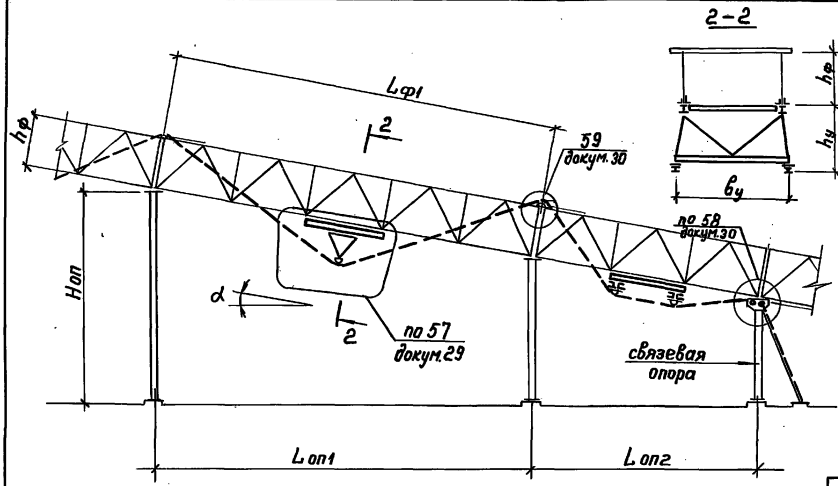 2-2
hф
hу
ву
Lф1
2
hф
59
докум.30
по 58
докум.30
Hоп
α
2
по 57
докум.29
связевая
опора
Lоп1
Lоп2